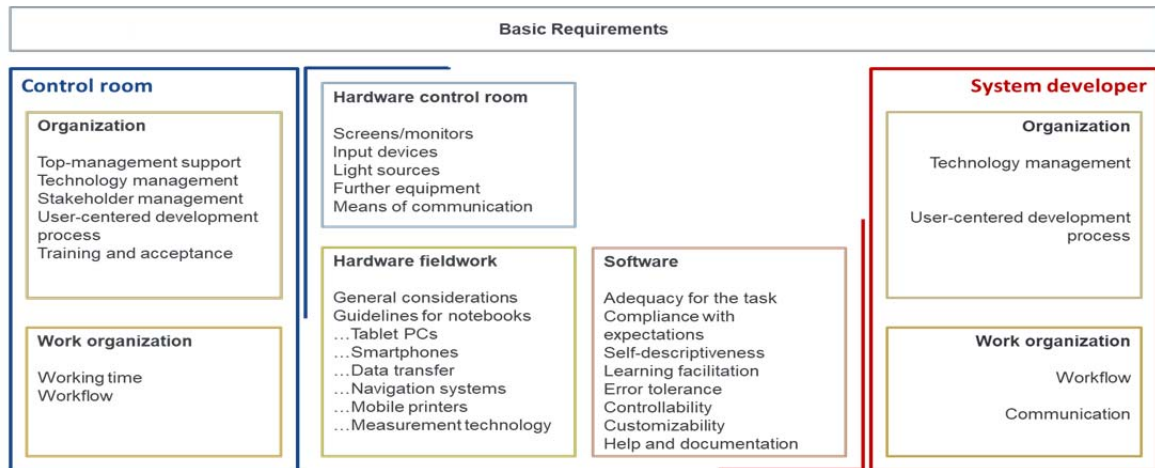 Basic Requirements
Control room
Organization
Top-management support
Technology management
Stakeholder management
User-centered development
process
Training and acceptance
Work organization
Working time
Workflow
Hardware control room
Screens/monitors
Input devices
Light sources
Further equipment
Means of communication
Hardware fieldwork
General considerations
Guidelines for notebooks
…Tablet PCs
…Smartphones
…Data transfer
…Navigation systems
…Mobile printers
…Measurement technology
Software
Adequacy for the task
Compliance with
expectations
Self-descriptiveness
Learning facilitation
Error tolerance
Controllability
Customizability
Help and documentation
System developer
Organization
Technology management
User-centered development
process
Work organization
Workflow
Communication